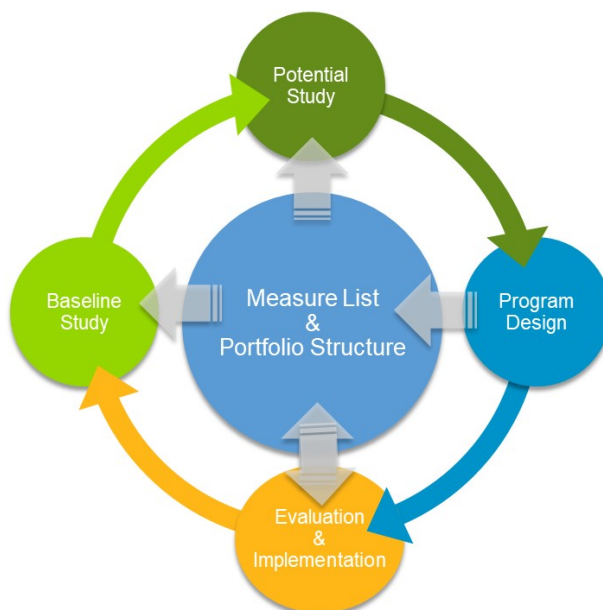 Potential
Study
Baseline
Study
Measure List
&
Portfolio Structure
Program
Design
Evaluation
&
Implementation